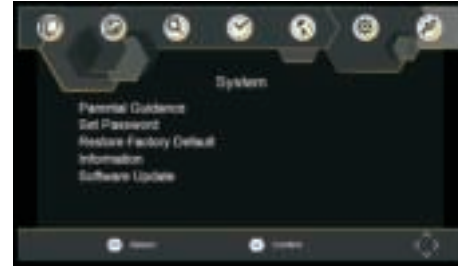 System
Parental Guidance
Set Password
Restore Factory Default
Information
Software Update